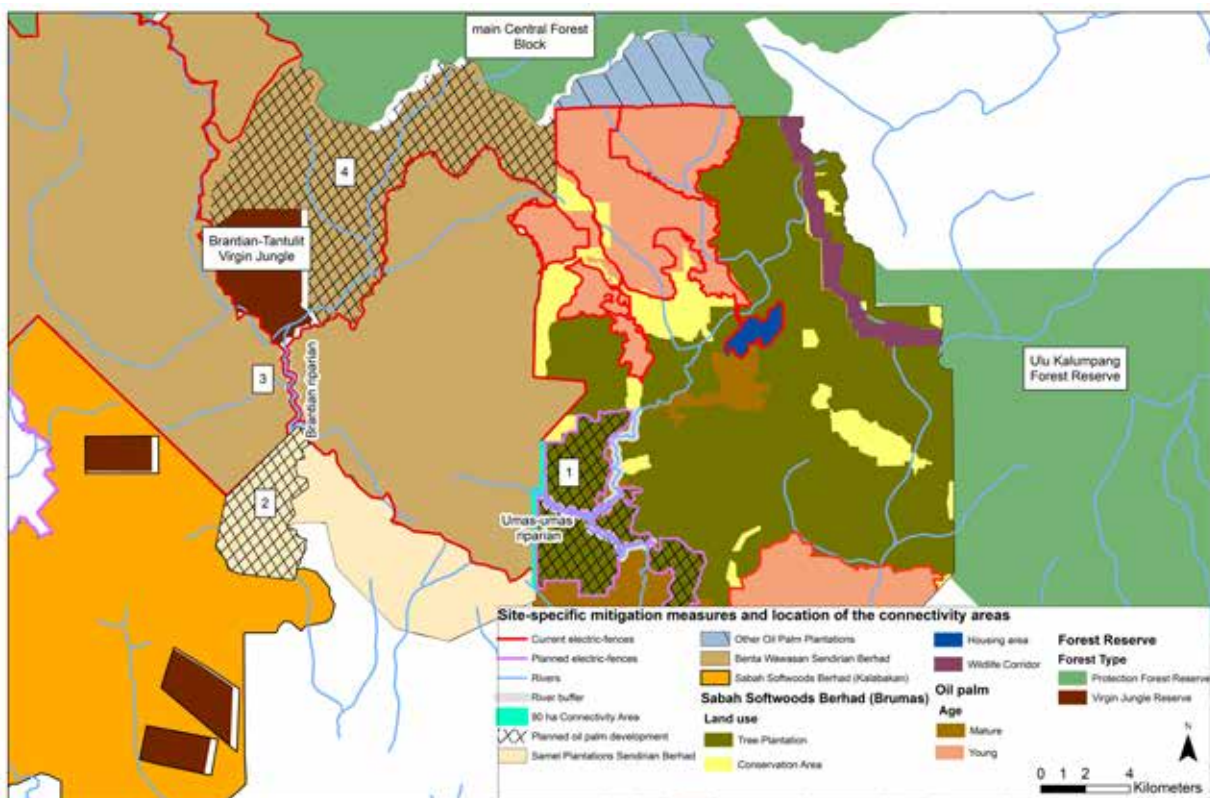 main Central Forest
Block
4
Brantian-Tantulit
Virgin Jungle
3
Brantian riparian
2
1
Umas-umas
riparian
Ulu Kalumpang
Forest Reserve
Site-specific mitigation measures and location of the connectivity areas
Current electric-fences
Planned electric-fences
Rivers
River buffer
80 ha Connectivity Area
Planned oil palm development
Samel Plantations Sendirian Berhad
Other Oil Palm Plantations
Benta Wawasan Sendirian Berhad
Sabah Softwoods Berhad (Kalabakan)
Sabah Softwoods Berhad (Brumas)
Land use
Tree Plantation
Conservation Area
Housing area
Wildlife Corridor
Oil palm
Age
Mature
Young
Forest Reserve
Forest Type
Protection Forest Reserve
Virgin Jungle Reserve
N
0 1 2 4
Kilometers